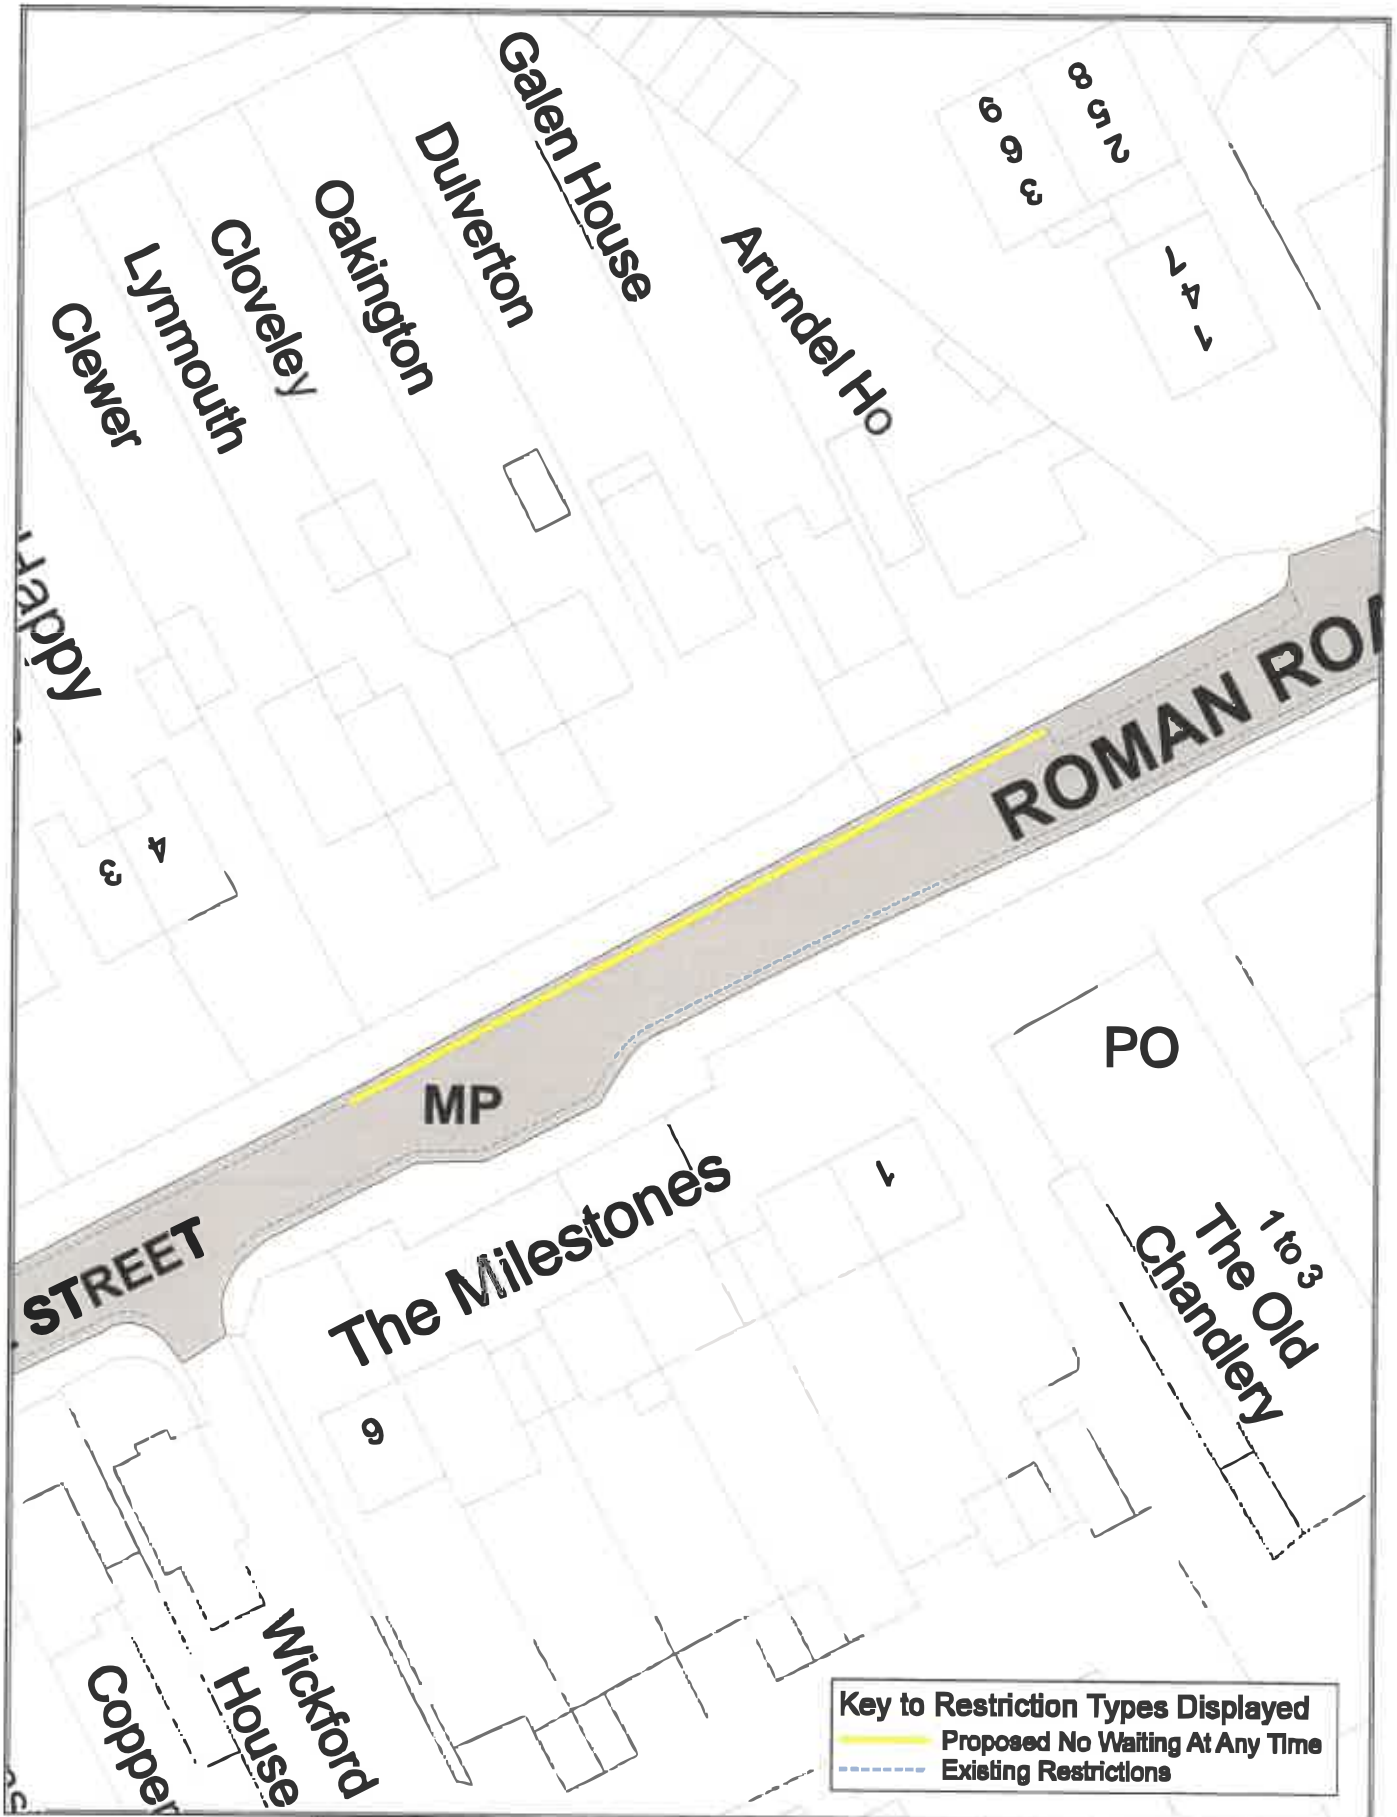 Galen House
Dulverton
Oakington
Cloveley
Lynmouth
Clewer
Arundel Ho
8
5
2
9
6
3
7
4
1
Happy
4
3
ROMAN ROA
MP
PO
STREET
The Milestones
1
6
1 to 3
The Old
Chandlery
Wickford
House
Copper
Key to Restriction Types Displayed
Proposed No Waiting At Any Time
Existing Restrictions